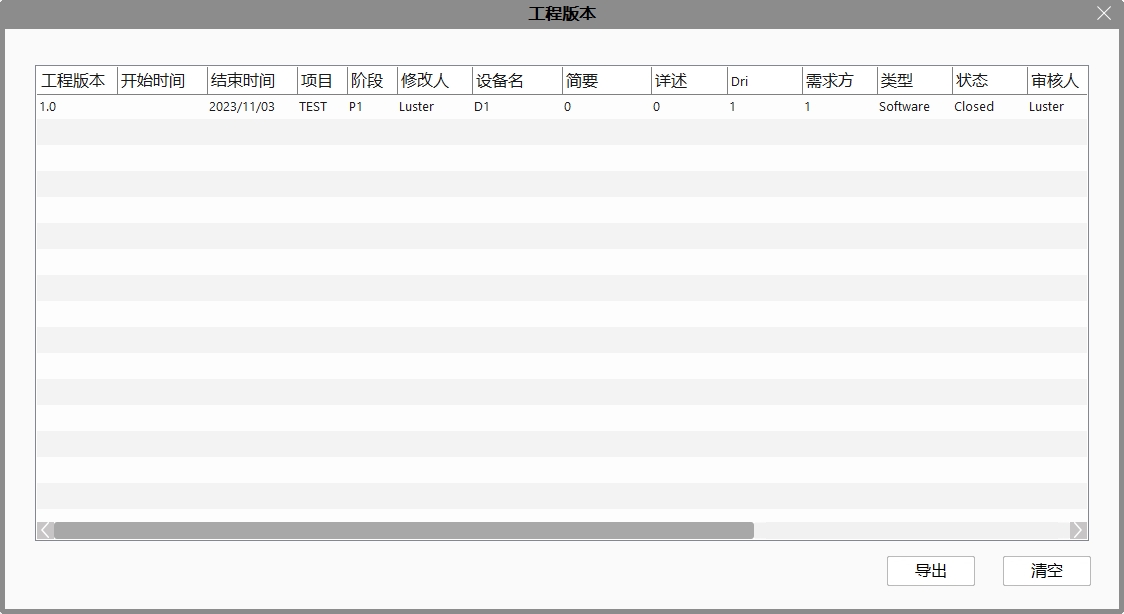 工程版本
工程版本 开始时间 结束时间 项目 阶段 修改人 设备名 简要 详述 Dri 需求方 类型 状态 审核人
1.0 2023/11/03 TEST P1 Luster D1 0 0 1 1 Software Closed Luster
导出 清空